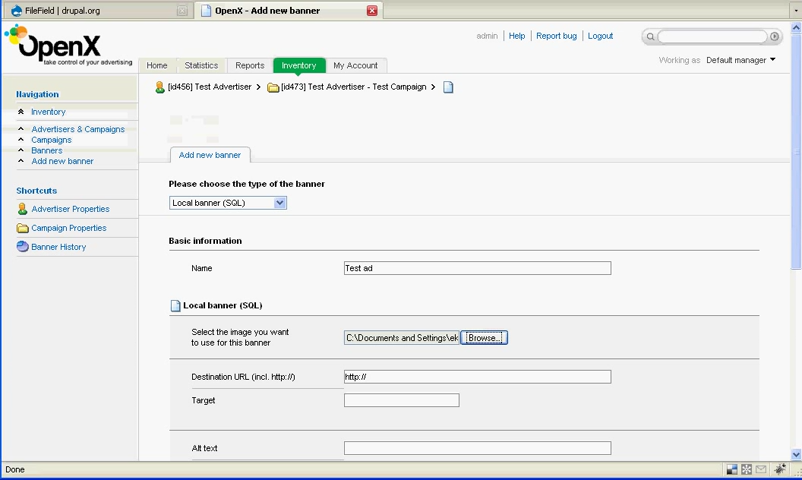 FileField | drupal.org
OpenX - Add new banner
OpenX
take control of your advertising
admin | Help | Report bug | Logout
Working as Default manager
Home Statistics Reports Inventory My Account
[id456] Test Advertiser > [id473] Test Advertiser - Test Campaign >
Navigation
Inventory
Advertisers & Campaigns
Campaigns
Banners
Add new banner
Shortcuts
Advertiser Properties
Campaign Properties
Banner History
Add new banner
Please choose the type of the banner
Local banner (SQL)
Basic information
Name Test ad
Local banner (SQL)
Select the image you want
to use for this banner
C:\Documents and Settings\ek Browse...
Destination URL (incl. http://) http://
Target
Alt text
Done